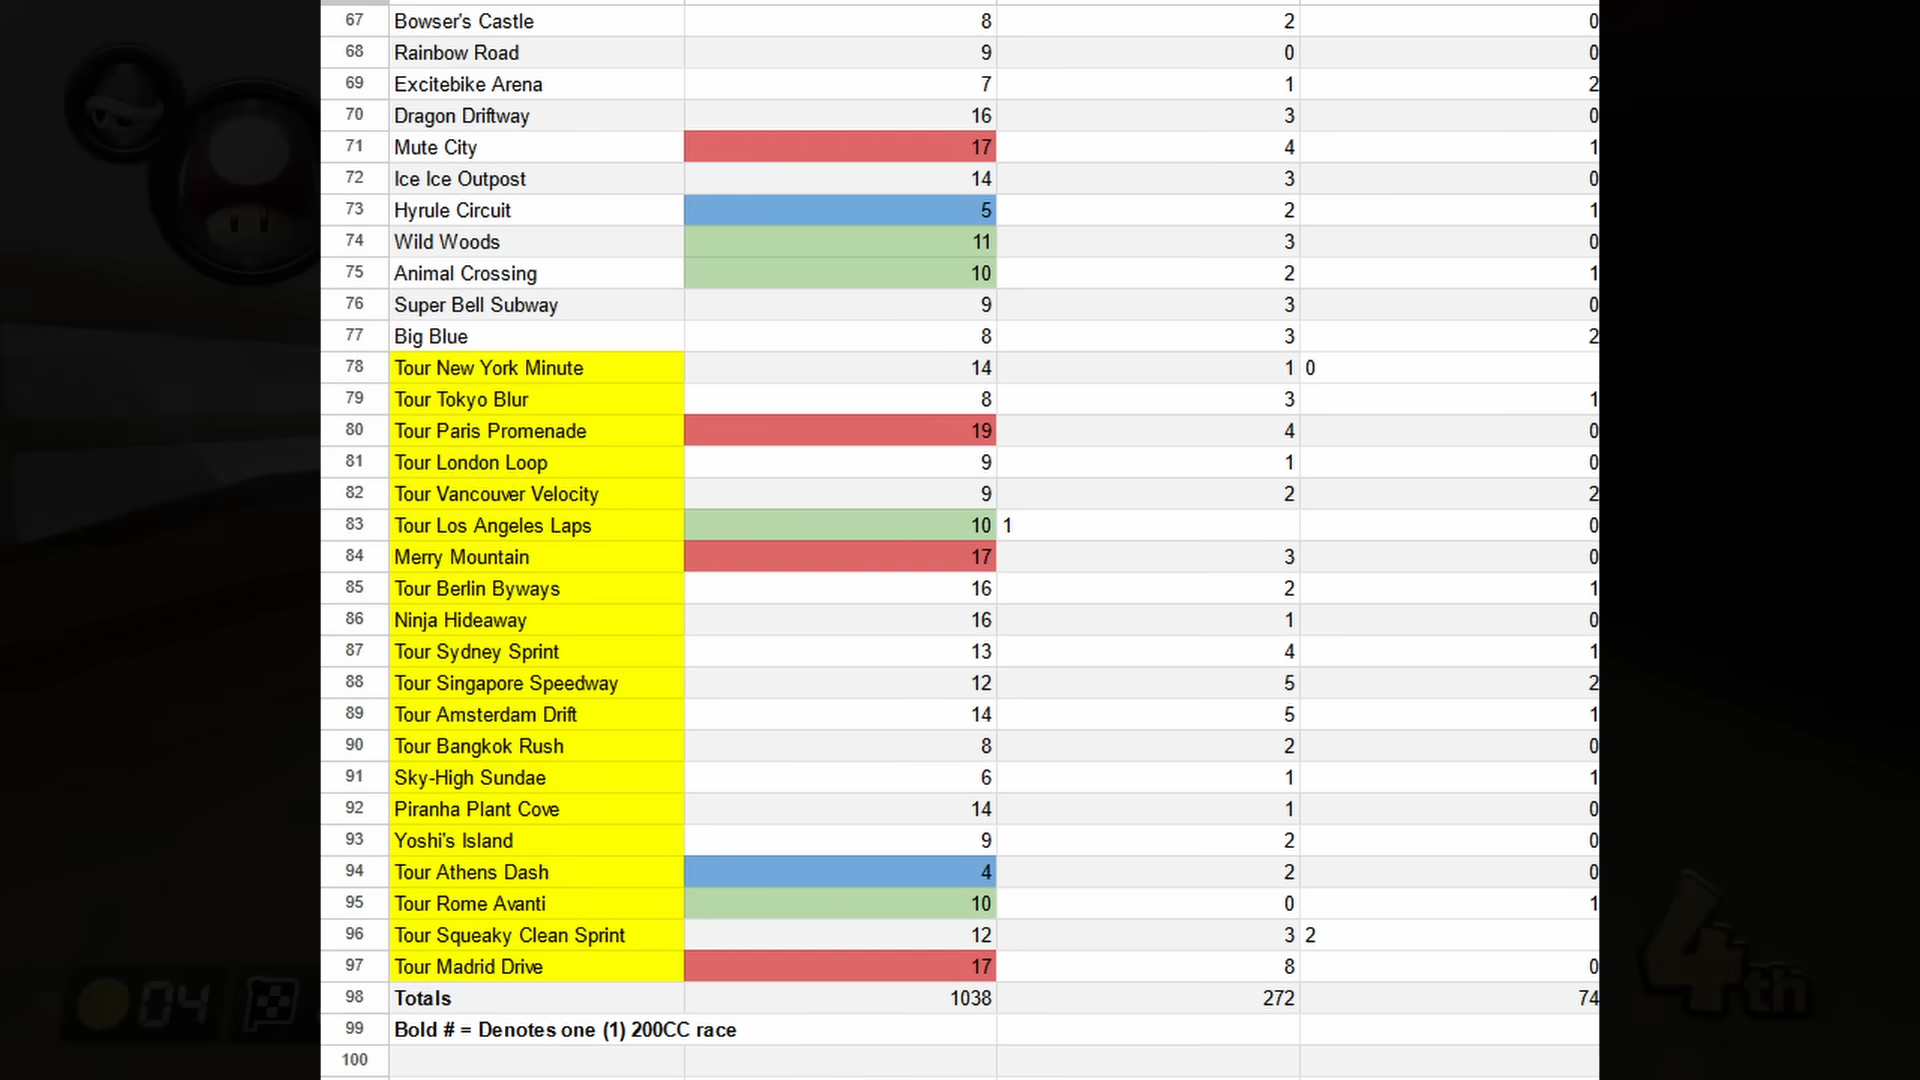 67 Bowser's Castle 8 2 0
68 Rainbow Road 9 0 0
69 Excitebike Arena 7 1 2
70 Dragon Driftway 16 3 0
71 Mute City 17 4 1
72 Ice Ice Outpost 14 3 0
73 Hyrule Circuit 5 2 1
74 Wild Woods 11 3 0
75 Animal Crossing 10 2 1
76 Super Bell Subway 9 3 0
77 Big Blue 8 3 2
78 Tour New York Minute 14 1 0
79 Tour Tokyo Blur 8 3 1
80 Tour Paris Promenade 19 4 0
81 Tour London Loop 9 1 0
82 Tour Vancouver Velocity 9 2 2
83 Tour Los Angeles Laps 10 1 0
84 Merry Mountain 17 3 0
85 Tour Berlin Byways 16 2 1
86 Ninja Hideaway 16 1 0
87 Tour Sydney Sprint 13 4 1
88 Tour Singapore Speedway 12 5 2
89 Tour Amsterdam Drift 14 5 1
90 Tour Bangkok Rush 8 2 0
91 Sky-High Sundae 6 1 1
92 Piranha Plant Cove 14 1 0
93 Yoshi's Island 9 2 0
94 Tour Athens Dash 4 2 0
95 Tour Rome Avanti 10 0 1
96 Tour Squeaky Clean Sprint 12 3 2
97 Tour Madrid Drive 17 8 0
98 Totals 1038 272 74
99 Bold # = Denotes one (1) 200CC race
100
04
4th